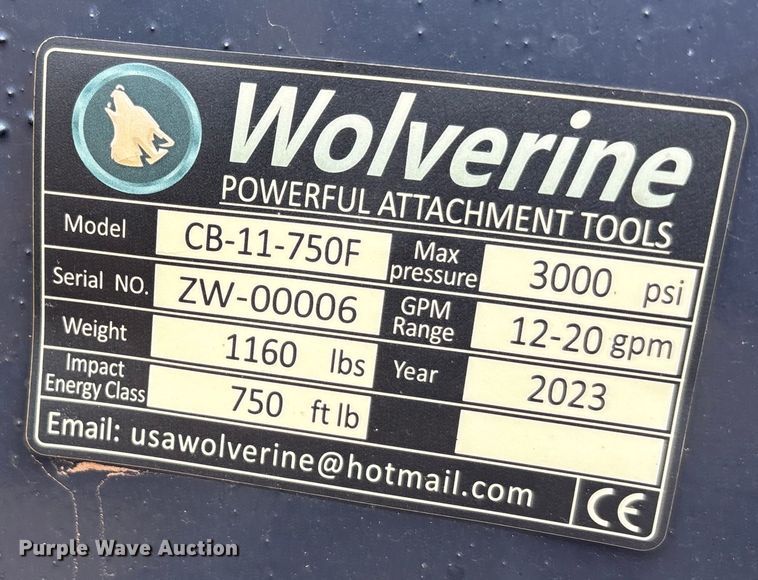 Wolverine
POWERFUL ATTACHMENT TOOLS
Model CB-11-750F Max pressure 3000 psi
Serial NO. ZW-00006 GPM Range 12-20 gpm
Weight 1160 lbs Year 2023
Impact Energy Class 750 ft lb
Email: usawolverine@hotmail.com CE
Purple Wave Auction